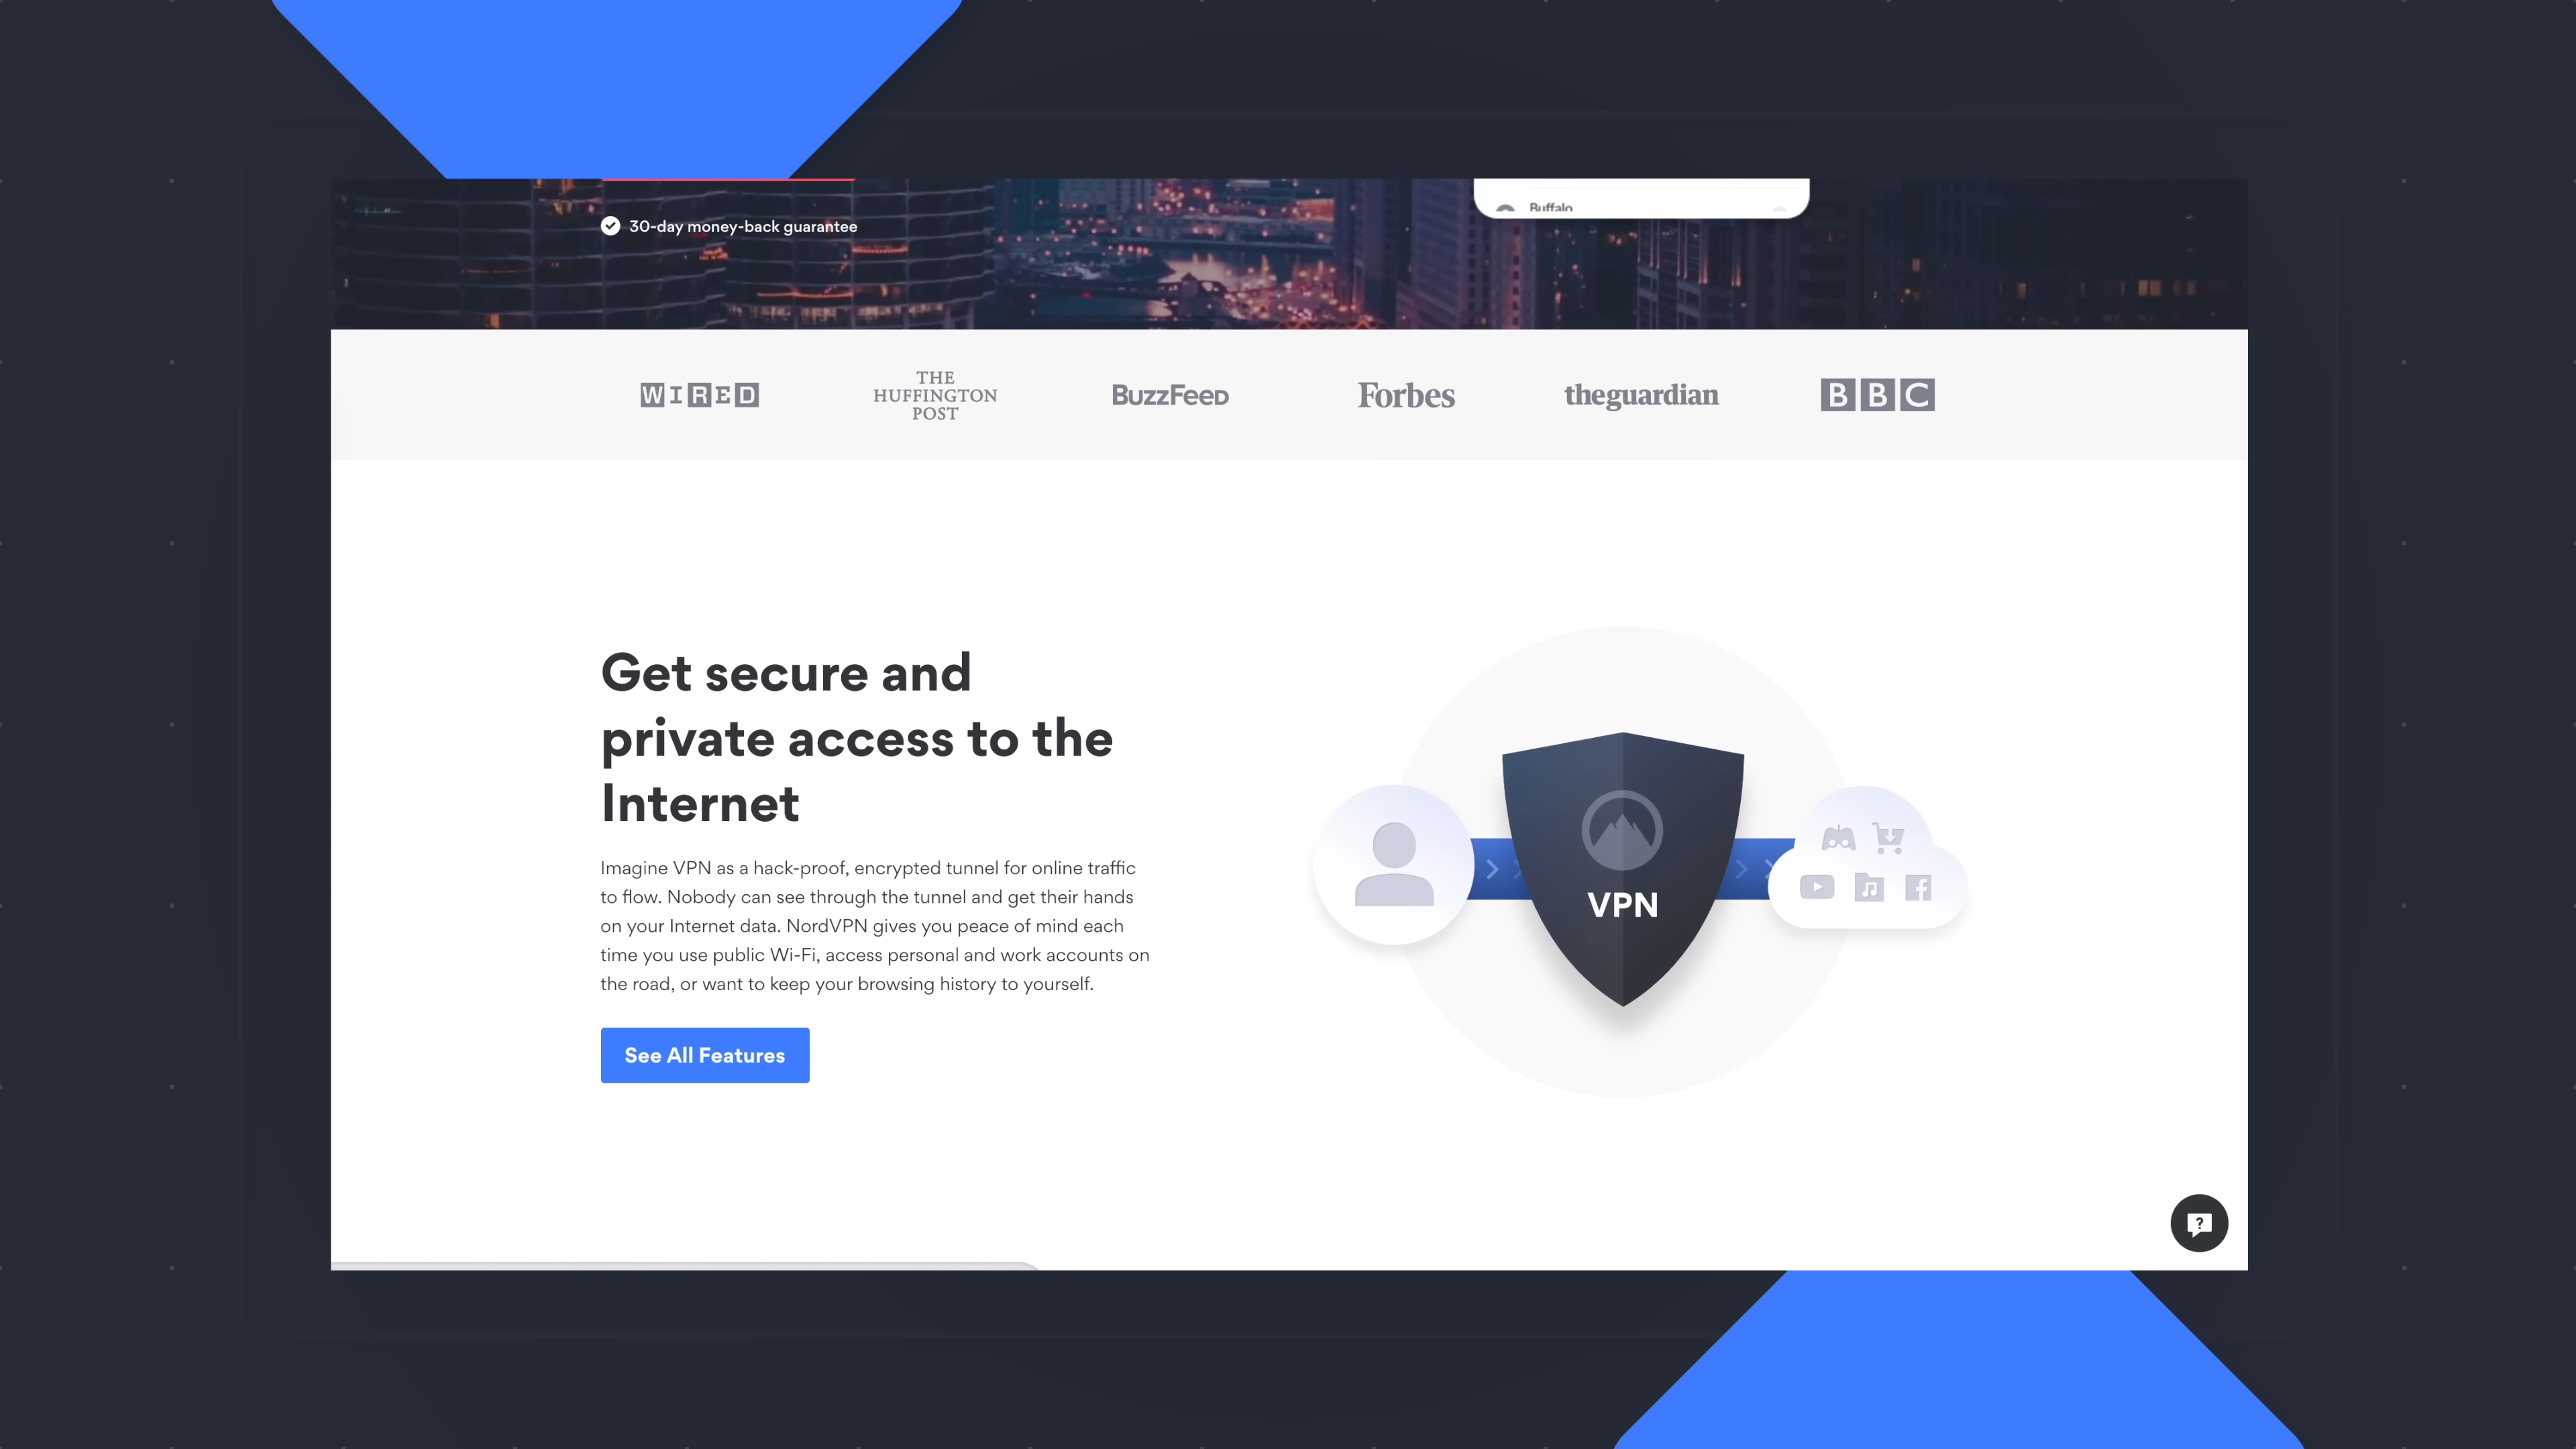 Buffalo
30-day money-back guarantee
WIRED
THE
HUFFINGTON
POST
BuzzFeed
Forbes
theguardian
BBC
Get secure and
private access to the
Internet
Imagine VPN as a hack-proof, encrypted tunnel for online traffic
to flow. Nobody can see through the tunnel and get their hands
on your Internet data. NordVPN gives you peace of mind each
time you use public Wi-Fi, access personal and work accounts on
the road, or want to keep your browsing history to yourself.
See All Features
VPN
?